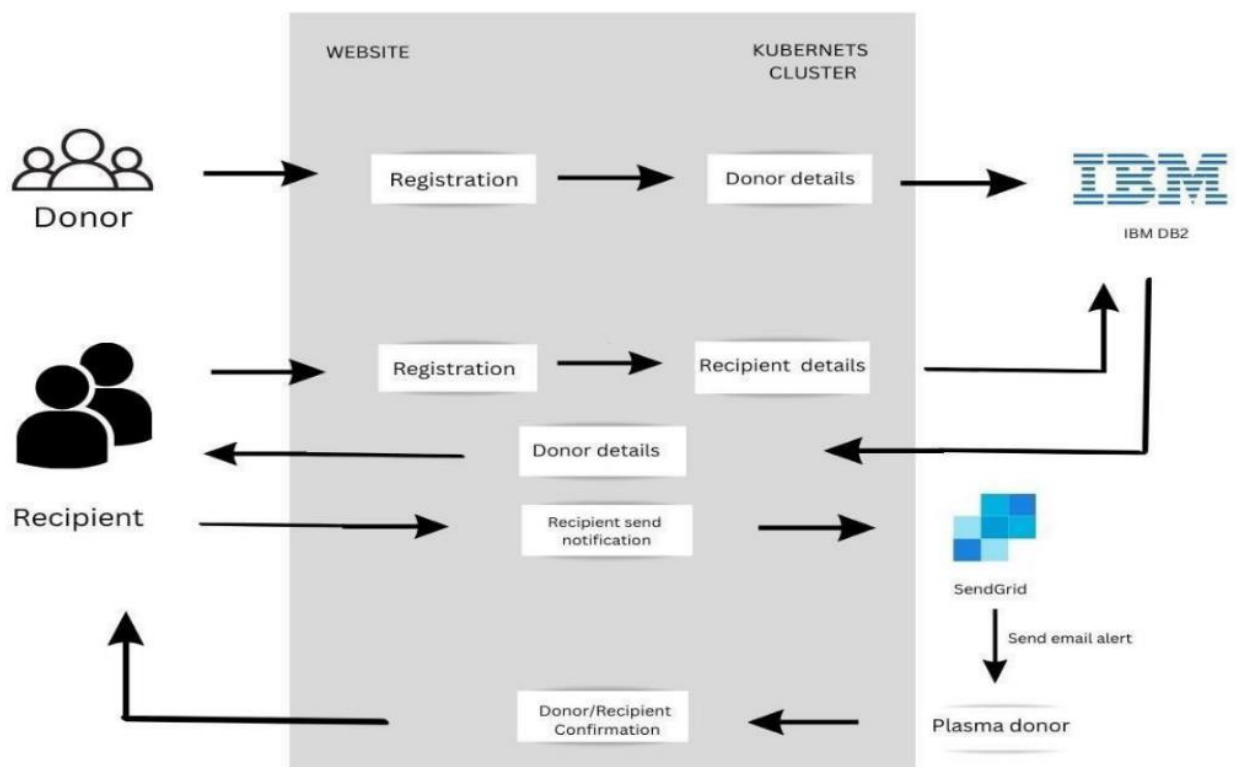 WEBSITE
KUBERNETS
CLUSTER
Registration
Donor details
Donor
IBM
IBM DB2
Registration
Recipient details
Donor details
Recipient
Recipient send
notification
SendGrid
Send email alert
Donor/Recipient
Confirmation
Plasma donor